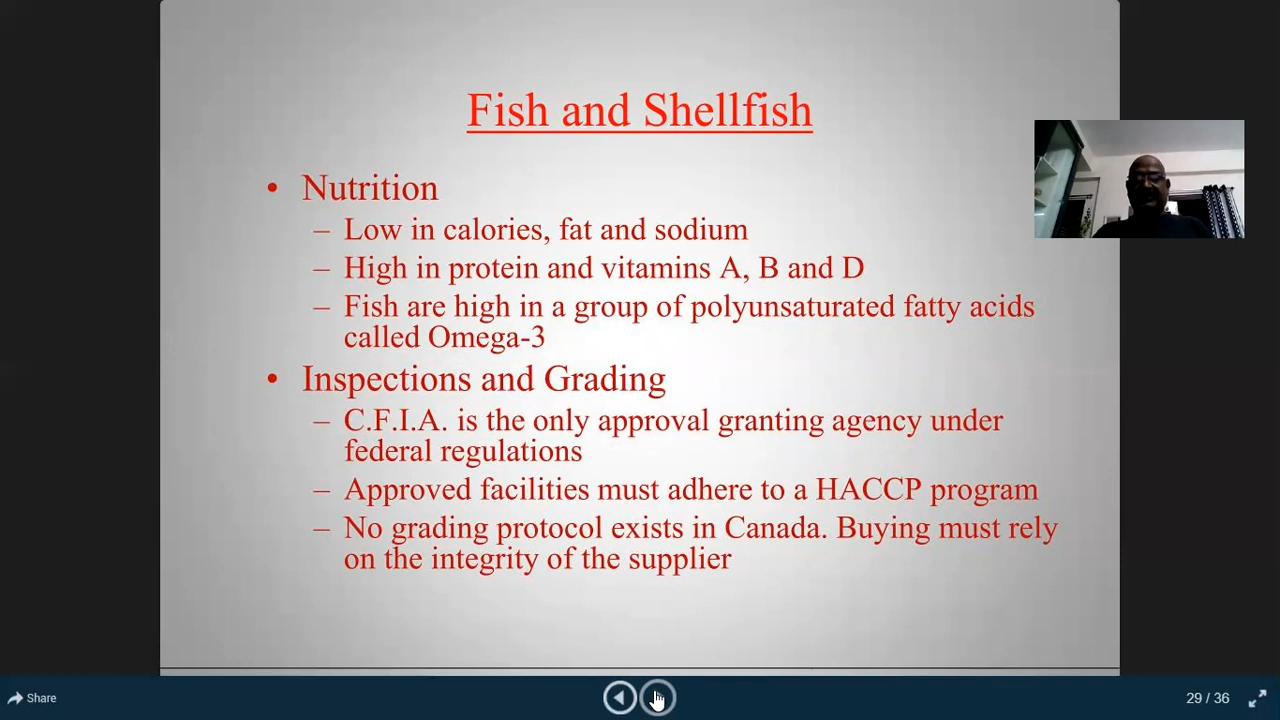 Fish and Shellfish
• Nutrition
– Low in calories, fat and sodium
– High in protein and vitamins A, B and D
– Fish are high in a group of polyunsaturated fatty acids
called Omega-3
• Inspections and Grading
– C.F.I.A. is the only approval granting agency under
federal regulations
– Approved facilities must adhere to a HACCP program
– No grading protocol exists in Canada. Buying must rely
on the integrity of the supplier
Share
29 / 36